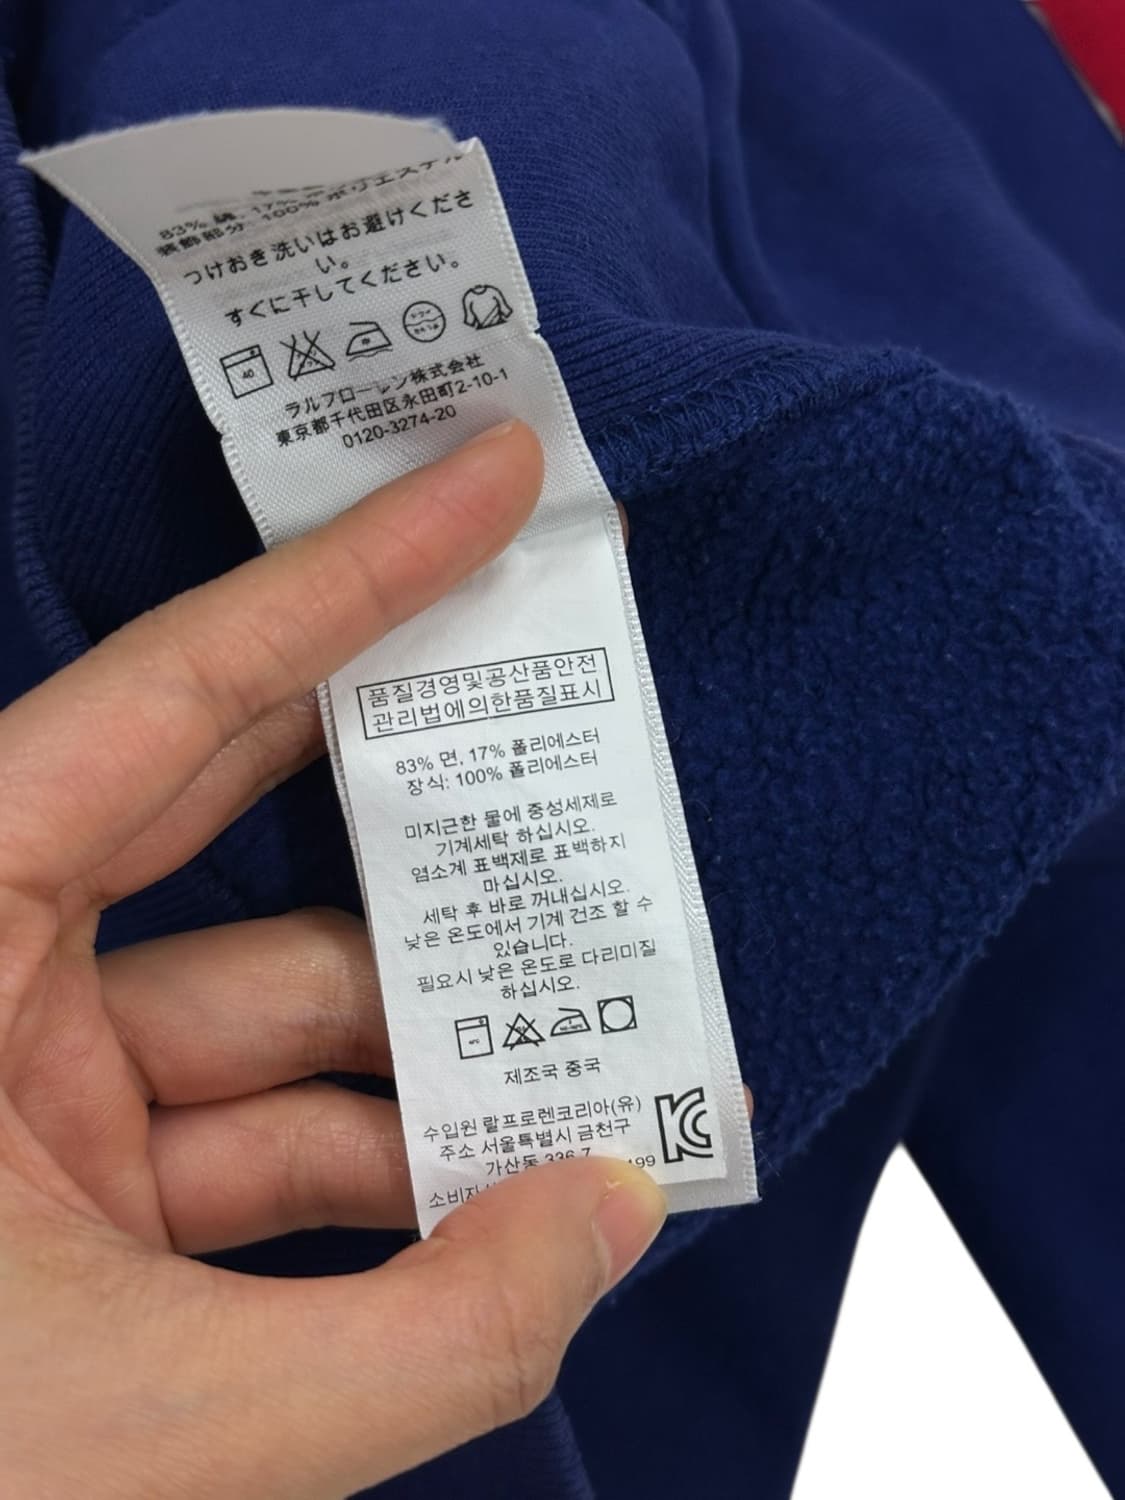 83% 綿, 17%
装飾部分: 100% ポリエステル
つけおき洗いはお避けくださ
い。
すぐに干してください。
40
ラルフローレン株式会社
東京都千代田区永田町2-10-1
0120-3274-20
품질경영및공산품안전
관리법에의한품질표시
83% 면, 17% 폴리에스터
장식: 100% 폴리에스터
미지근한 물에 중성세제로
기계세탁 하십시오.
염소계 표백제로 표백하지
마십시오.
세탁 후 바로 꺼내십시오.
낮은 온도에서 기계 건조 할 수
있습니다.
필요시 낮은 온도로 다리미질
하십시오.
제조국 중국
수입원 랄프로렌코리아(유)
주소 서울특별시 금천구
가산동
소비자
KC